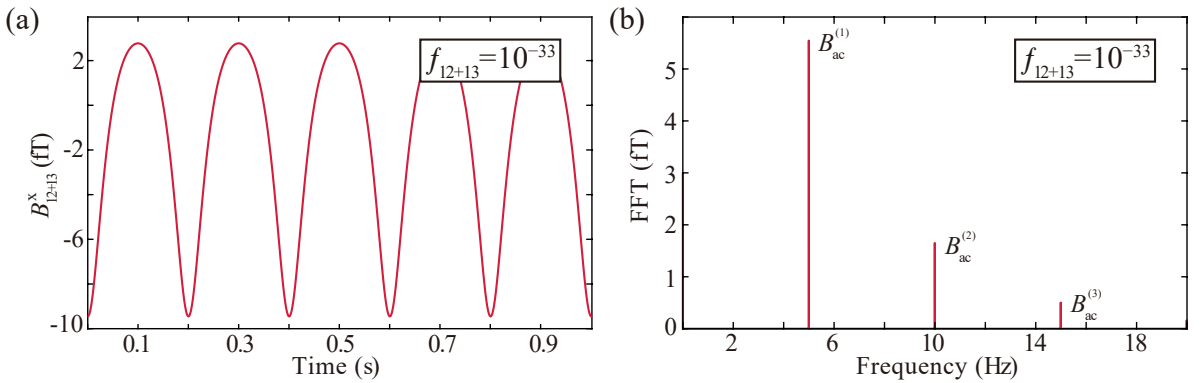 (a)
f₁₂₊₁₃=10⁻³³
2
-2
-6
-10
Bˣ₁₂₊₁₃ (fT)
0.1 0.3 0.5 0.7 0.9
Time (s)
(b)
f₁₂₊₁₃=10⁻³³
B⁽¹⁾ac
B⁽²⁾ac
B⁽³⁾ac
5
4
3
2
1
0
FFT (fT)
2 6 10 14 18
Frequency (Hz)